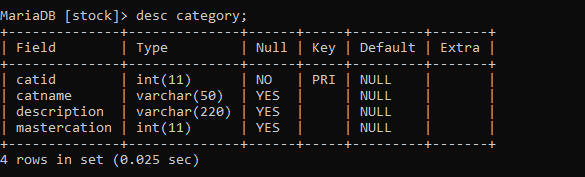 MariaDB [stock]> desc category;
+-------------+--------------+------+-----+---------+-------+
| Field       | Type         | Null | Key | Default | Extra |
+-------------+--------------+------+-----+---------+-------+
| catid       | int(11)      | NO   | PRI | NULL    |       |
| catname     | varchar(50)  | YES  |     | NULL    |       |
| description | varchar(220) | YES  |     | NULL    |       |
| mastercation | int(11)      | YES  |     | NULL    |       |
+-------------+--------------+------+-----+---------+-------+
4 rows in set (0.025 sec)